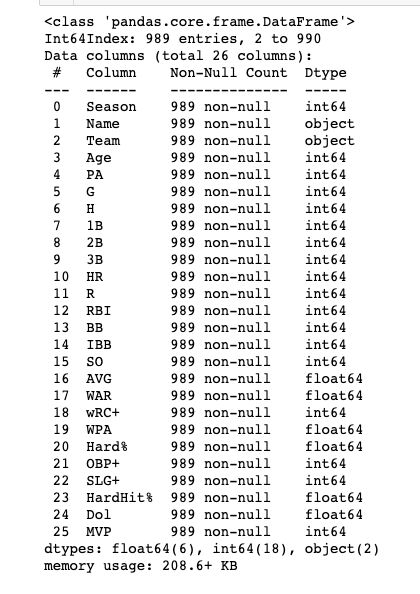 <class 'pandas.core.frame.DataFrame'>
Int64Index: 989 entries, 2 to 990
Data columns (total 26 columns):
 #   Column    Non-Null Count  Dtype
---  ------    --------------  -----
 0   Season    989 non-null    int64
 1   Name      989 non-null    object
 2   Team      989 non-null    object
 3   Age       989 non-null    int64
 4   PA        989 non-null    int64
 5   G         989 non-null    int64
 6   H         989 non-null    int64
 7   1B        989 non-null    int64
 8   2B        989 non-null    int64
 9   3B        989 non-null    int64
 10  HR        989 non-null    int64
 11  R         989 non-null    int64
 12  RBI       989 non-null    int64
 13  BB        989 non-null    int64
 14  IBB       989 non-null    int64
 15  SO        989 non-null    int64
 16  AVG       989 non-null    float64
 17  WAR       989 non-null    float64
 18  wRC+      989 non-null    int64
 19  WPA       989 non-null    float64
 20  Hard%     989 non-null    float64
 21  OBP+      989 non-null    int64
 22  SLG+      989 non-null    int64
 23  HardHit%  989 non-null    float64
 24  Dol       989 non-null    float64
 25  MVP       989 non-null    int64
dtypes: float64(6), int64(18), object(2)
memory usage: 208.6+ KB